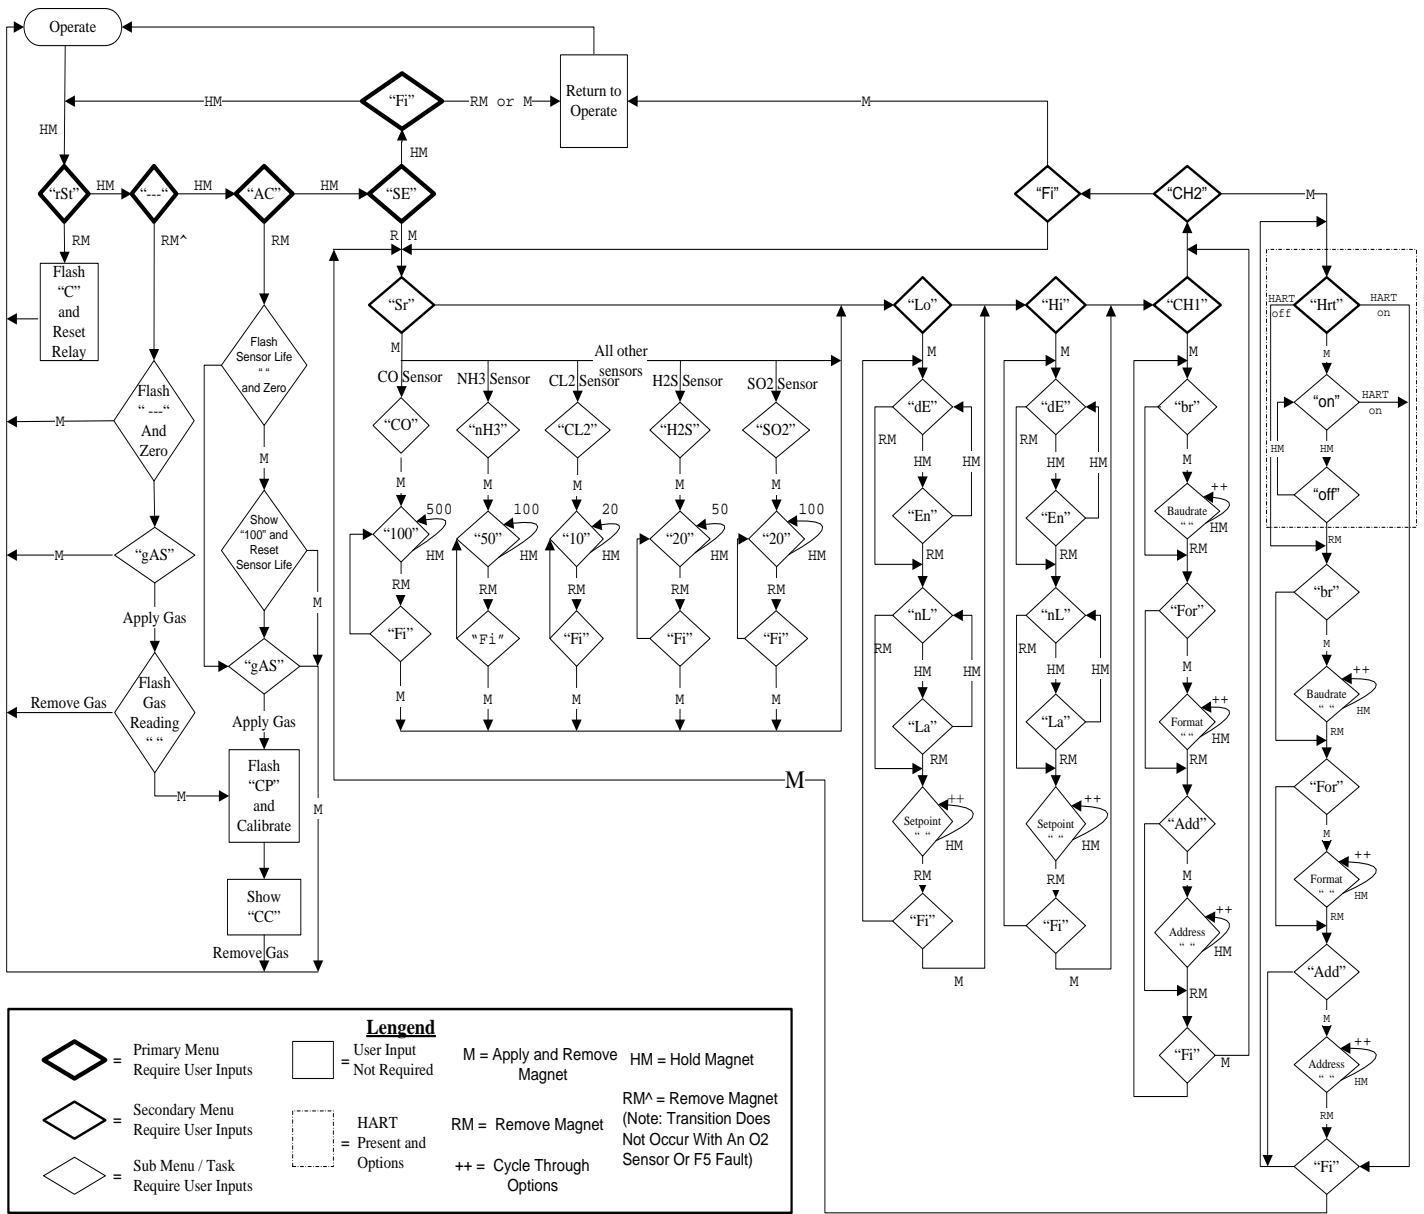 Operate
Return to
Operate
“Fi”
HM
RM or M
M
HM
HM
“rSt”
HM
“---“
HM
“AC”
HM
“SE”
“Fi”
“CH2”
M
RM
RM^
RM
R M
Flash
“C”
and
Reset
Relay
“Sr”
“Lo”
“Hi”
“CH1”
HART
off
“Hrt”
HART
on
Flash
Sensor Life
“ “
and Zero
M
All other
sensors
CO Sensor
NH3 Sensor
CL2 Sensor
H2S Sensor
SO2 Sensor
M
M
M
M
Flash
“ ---“
And
Zero
M
“CO”
“nH3”
“CL2”
“H2S”
“SO2”
“dE”
“dE”
“br”
“on”
HART
on
RM
HM
HM
RM
HM
HM
M
HM
HM
M
M
M
M
M
M
Show
“100” and
Reset
Sensor Life
M
“100”
500
HM
“50”
100
HM
“10”
20
HM
“20”
50
HM
“20”
100
HM
“En”
“En”
Baudrate
“ “
++
HM
“off”
M
“gAS”
RM
RM
RM
RM
RM
RM
RM
RM
RM
“br”
Apply Gas
“Fi”
“Fi”
“Fi”
“Fi”
“Fi”
“nL”
“nL”
“For”
RM
HM
HM
RM
HM
HM
M
M
“gAS”
M
M
M
M
M
Flash
Gas
Reading
“ “
Remove Gas
“La”
“La”
Format
“ “
++
HM
Baudrate
“ “
++
HM
Apply Gas
RM
RM
RM
RM
Flash
“CP”
and
Calibrate
M
M
M
“For”
Setpoint
“ “
++
HM
Setpoint
“ “
++
HM
“Add”
M
RM
RM
M
Format
“ “
++
HM
Show
“CC”
“Fi”
“Fi”
Address
“ “
++
HM
RM
Remove Gas
M
M
RM
“Add”
M
“Fi”
M
Address
“ “
++
HM
RM
“Fi”
Lengend
= Primary Menu
Require User Inputs
= User Input
Not Required
M = Apply and Remove
Magnet
HM = Hold Magnet
= Secondary Menu
Require User Inputs
= HART
Present and
Options
RM = Remove Magnet
RM^ = Remove Magnet
(Note: Transition Does
Not Occur With An O2
Sensor Or F5 Fault)
= Sub Menu / Task
Require User Inputs
++ = Cycle Through
Options